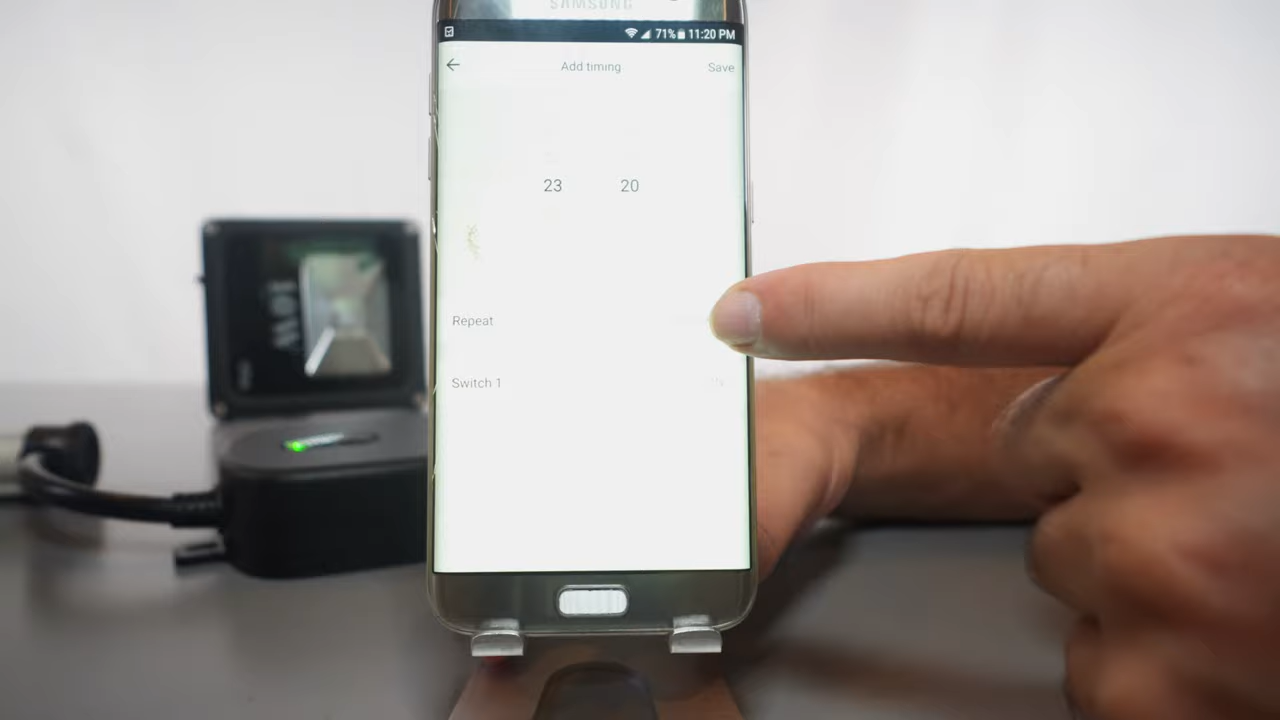 SAMSUNG
71% 11:20 PM
Add timing
Save
23 20
Repeat
Switch 1
10W